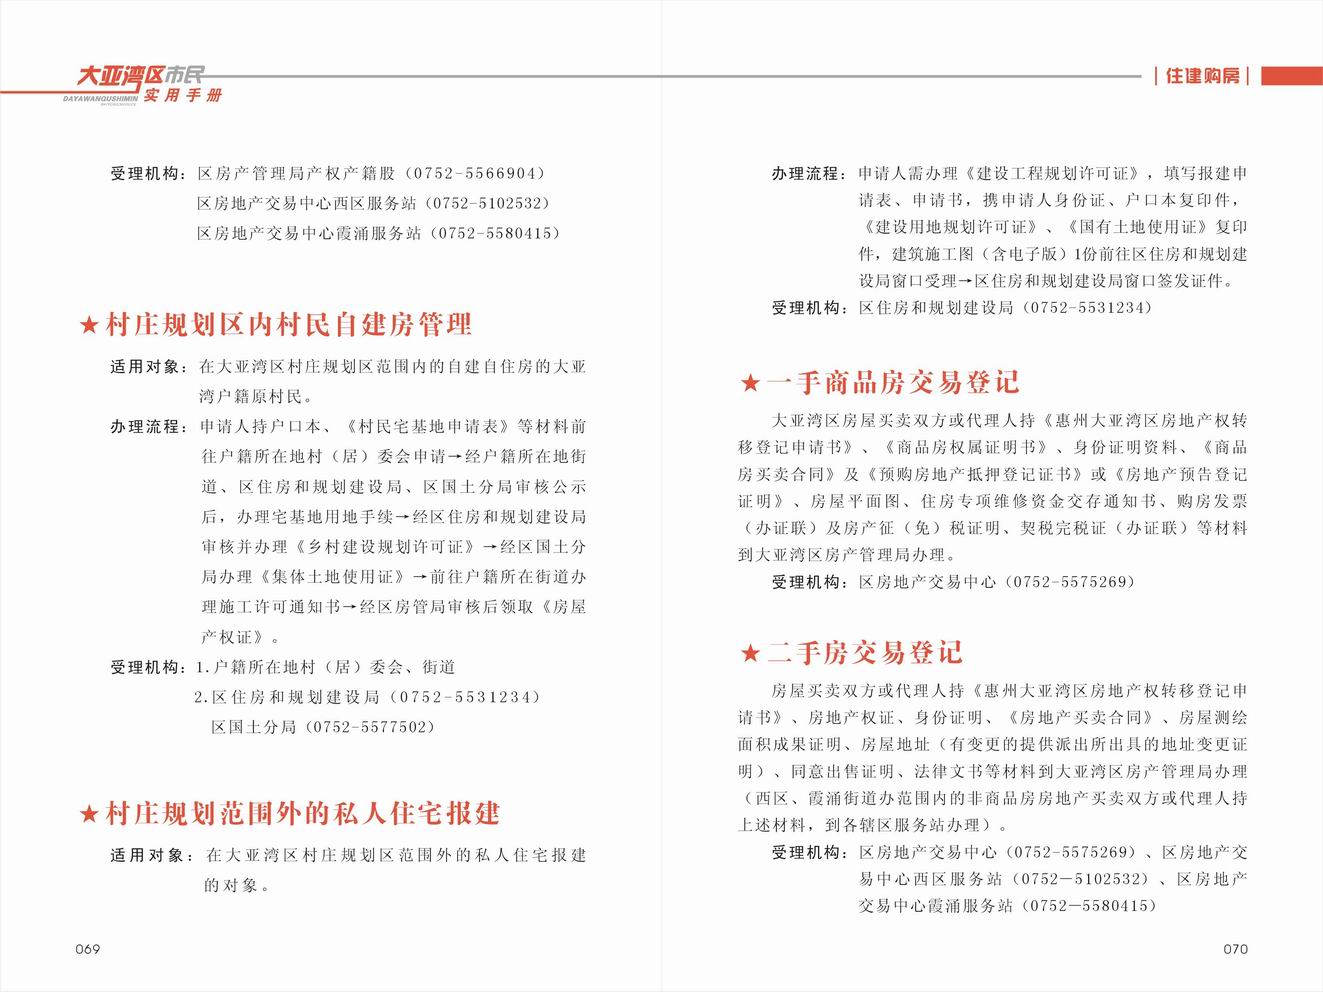 大亚湾区市民
DAYAWANQUSHIMIN
实用手册
受理机构：区房产管理局产权产籍股（0752-5566904）
区房地产交易中心西区服务站（0752-5102532）
区房地产交易中心霞涌服务站（0752-5580415）
★村庄规划区内村民自建房管理
适用对象：在大亚湾区村庄规划区范围内的自建自住房的大亚
湾户籍原村民。
办理流程：申请人持户口本、《村民宅基地申请表》等材料前
往户籍所在地村（居）委会申请→经户籍所在地街
道、区住房和规划建设局、区国土分局审核公示
后，办理宅基地用地手续→经区住房和规划建设局
审核并办理《乡村建设规划许可证》→经区国土分
局办理《集体土地使用证》→前往户籍所在街道办
理施工许可通知书→经区房管局审核后领取《房屋
产权证》。
受理机构：1.户籍所在地村（居）委会、街道
2.区住房和规划建设局（0752-5531234）
区国土分局（0752-5577502）
★村庄规划范围外的私人住宅报建
适用对象：在大亚湾区村庄规划区范围外的私人住宅报建
的对象。
069
住建购房
办理流程：申请人需办理《建设工程规划许可证》，填写报建申
请表、申请书，携申请人身份证、户口本复印件，
《建设用地规划许可证》、《国有土地使用证》复印
件，建筑施工图（含电子版）1份前往区住房和规划建
设局窗口受理→区住房和规划建设局窗口签发证件。
受理机构：区住房和规划建设局（0752-5531234）
★一手商品房交易登记
大亚湾区房屋买卖双方或代理人持《惠州大亚湾区房地产权转
移登记申请书》、《商品房权属证明书》、身份证明资料、《商品
房买卖合同》及《预购房地产抵押登记证书》或《房地产预告登记
证明》、房屋平面图、住房专项维修资金交存通知书、购房发票
（办证联）及房产征（免）税证明、契税完税证（办证联）等材料
到大亚湾区房产管理局办理。
受理机构：区房地产交易中心（0752-5575269）
★二手房交易登记
房屋买卖双方或代理人持《惠州大亚湾区房地产权转移登记申
请书》、房地产权证、身份证明、《房地产买卖合同》、房屋测绘
面积成果证明、房屋地址（有变更的提供派出所出具的地址变更证
明）、同意出售证明、法律文书等材料到大亚湾区房产管理局办理
（西区、霞涌街道办范围内的非商品房房地产买卖双方或代理人持
上述材料，到各辖区服务站办理）。
受理机构：区房地产交易中心（0752-5575269）、区房地产交
易中心西区服务站（0752—5102532）、区房地产
交易中心霞涌服务站（0752—5580415）
070